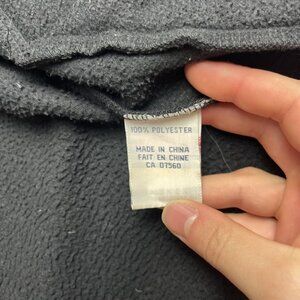 100% POLYESTER
MADE IN CHINA
FAIT EN CHINE
CA 07560